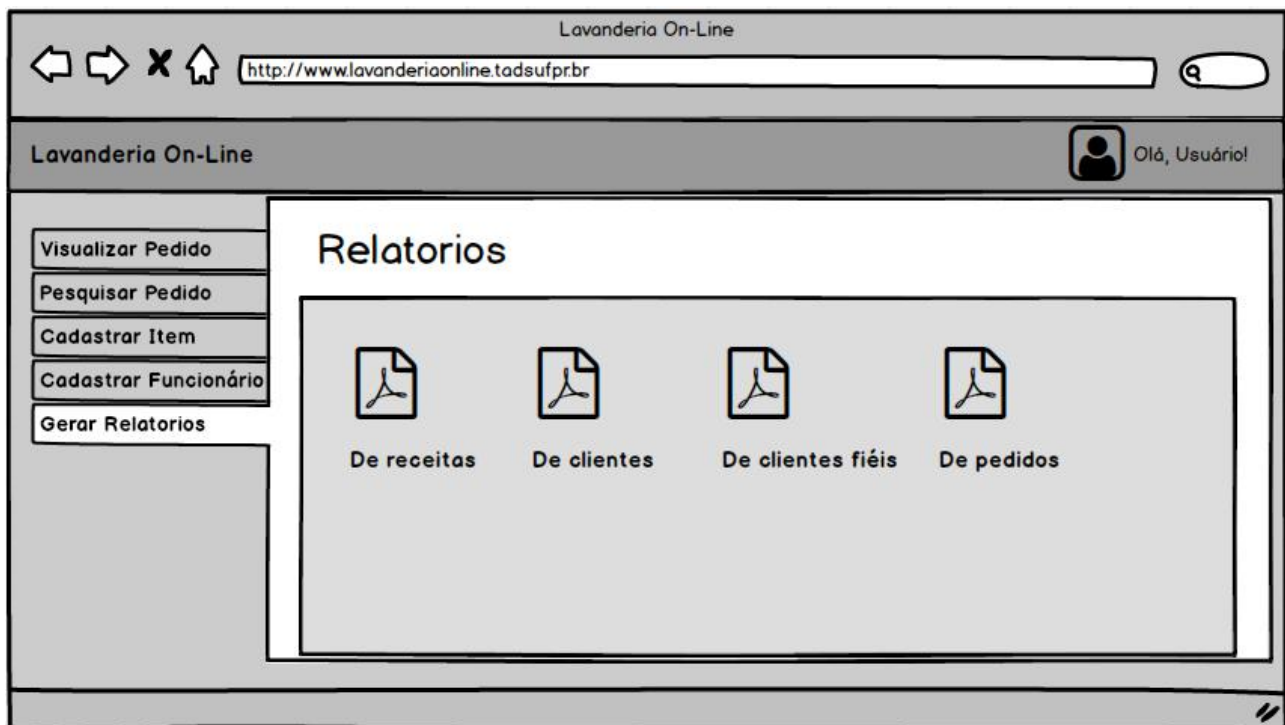 Lavanderia On-Line
http://www.lavanderiaonline.tadsufpr.br
Lavanderia On-Line
Olá, Usuário!
Visualizar Pedido
Pesquisar Pedido
Cadastrar Item
Cadastrar Funcionário
Gerar Relatorios
Relatorios
De receitas
De clientes
De clientes fiéis
De pedidos